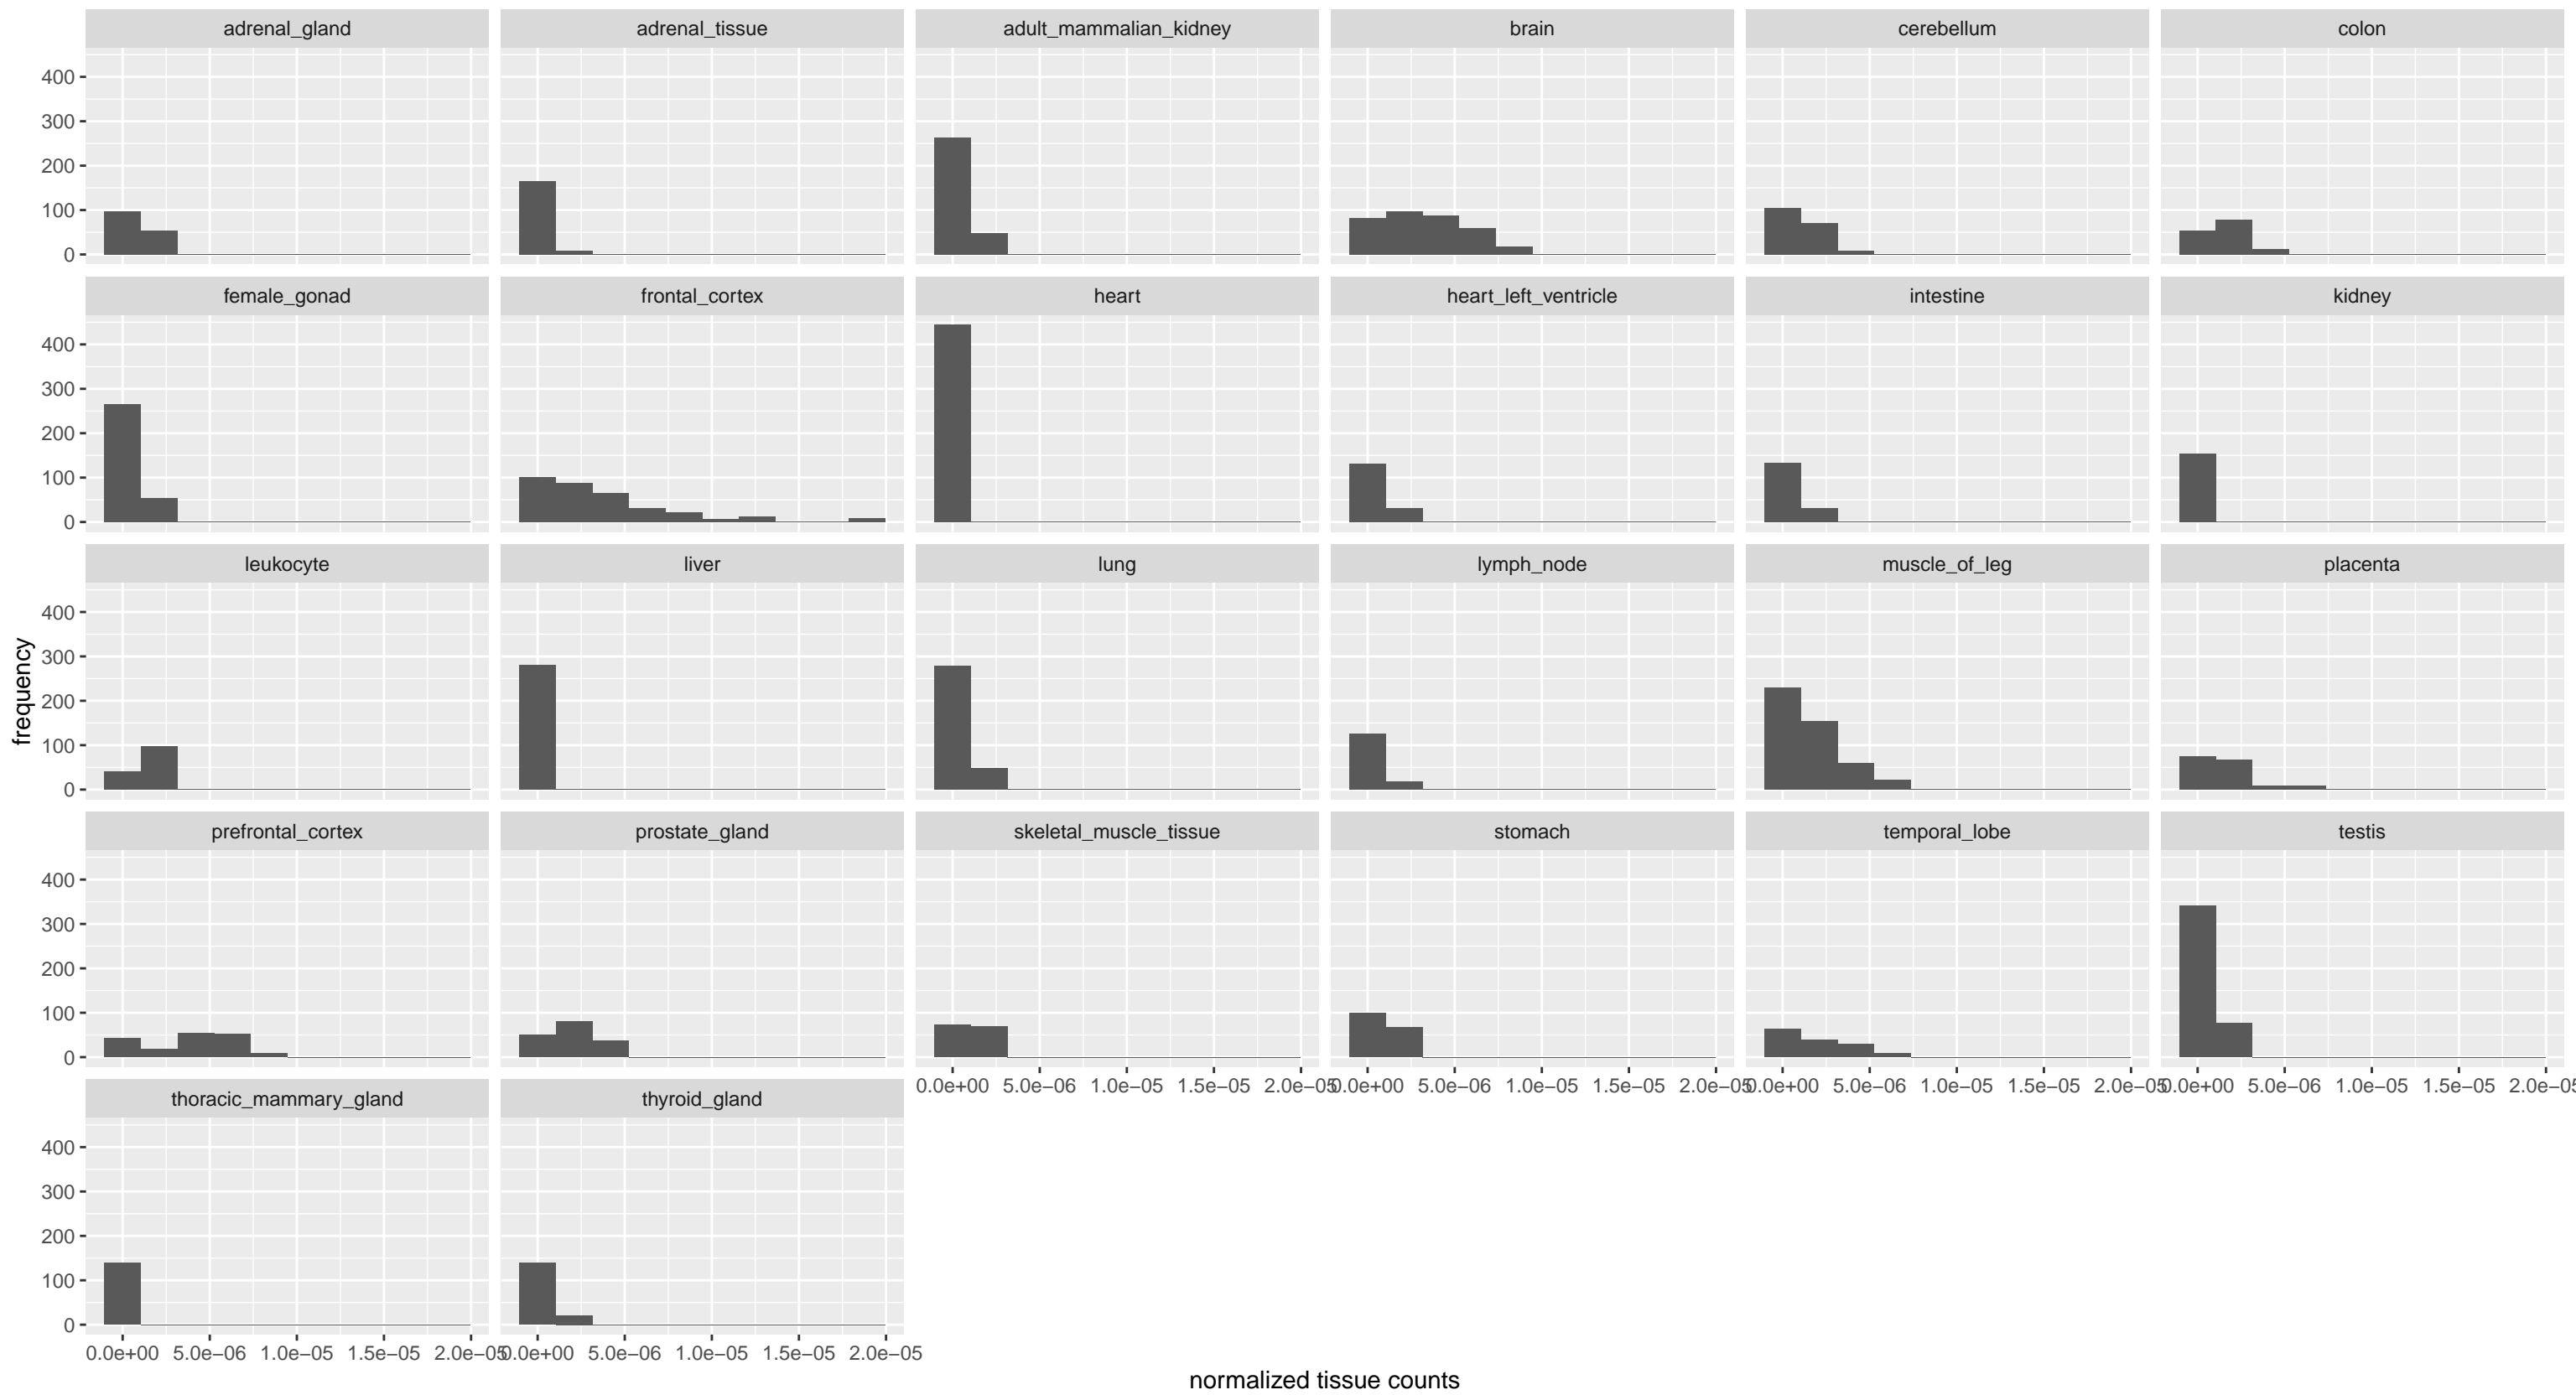 adrenal_gland adrenal_tissue adult_mammalian_kidney brain cerebellum colon
400
300
200
100
0
female_gonad frontal_cortex heart heart_left_ventricle intestine kidney
400
300
200
100
0
leukocyte liver lung lymph_node muscle_of_leg placenta
400
300
200
100
0
frequency
prefrontal_cortex prostate_gland skeletal_muscle_tissue stomach temporal_lobe testis
400
300
200
100
0
0.0e+00 5.0e−06 1.0e−05 1.5e−05 2.0e−05 0.0e+00 5.0e−06 1.0e−05 1.5e−05 2.0e−05 0.0e+00 5.0e−06 1.0e−05 1.5e−05 2.0e−05 0.0e+00 5.0e−06 1.0e−05 1.5e−05 2.0e−05
thoracic_mammary_gland thyroid_gland
400
300
200
100
0
0.0e+00 5.0e−06 1.0e−05 1.5e−05 2.0e−05 0.0e+00 5.0e−06 1.0e−05 1.5e−05 2.0e−05
normalized tissue counts